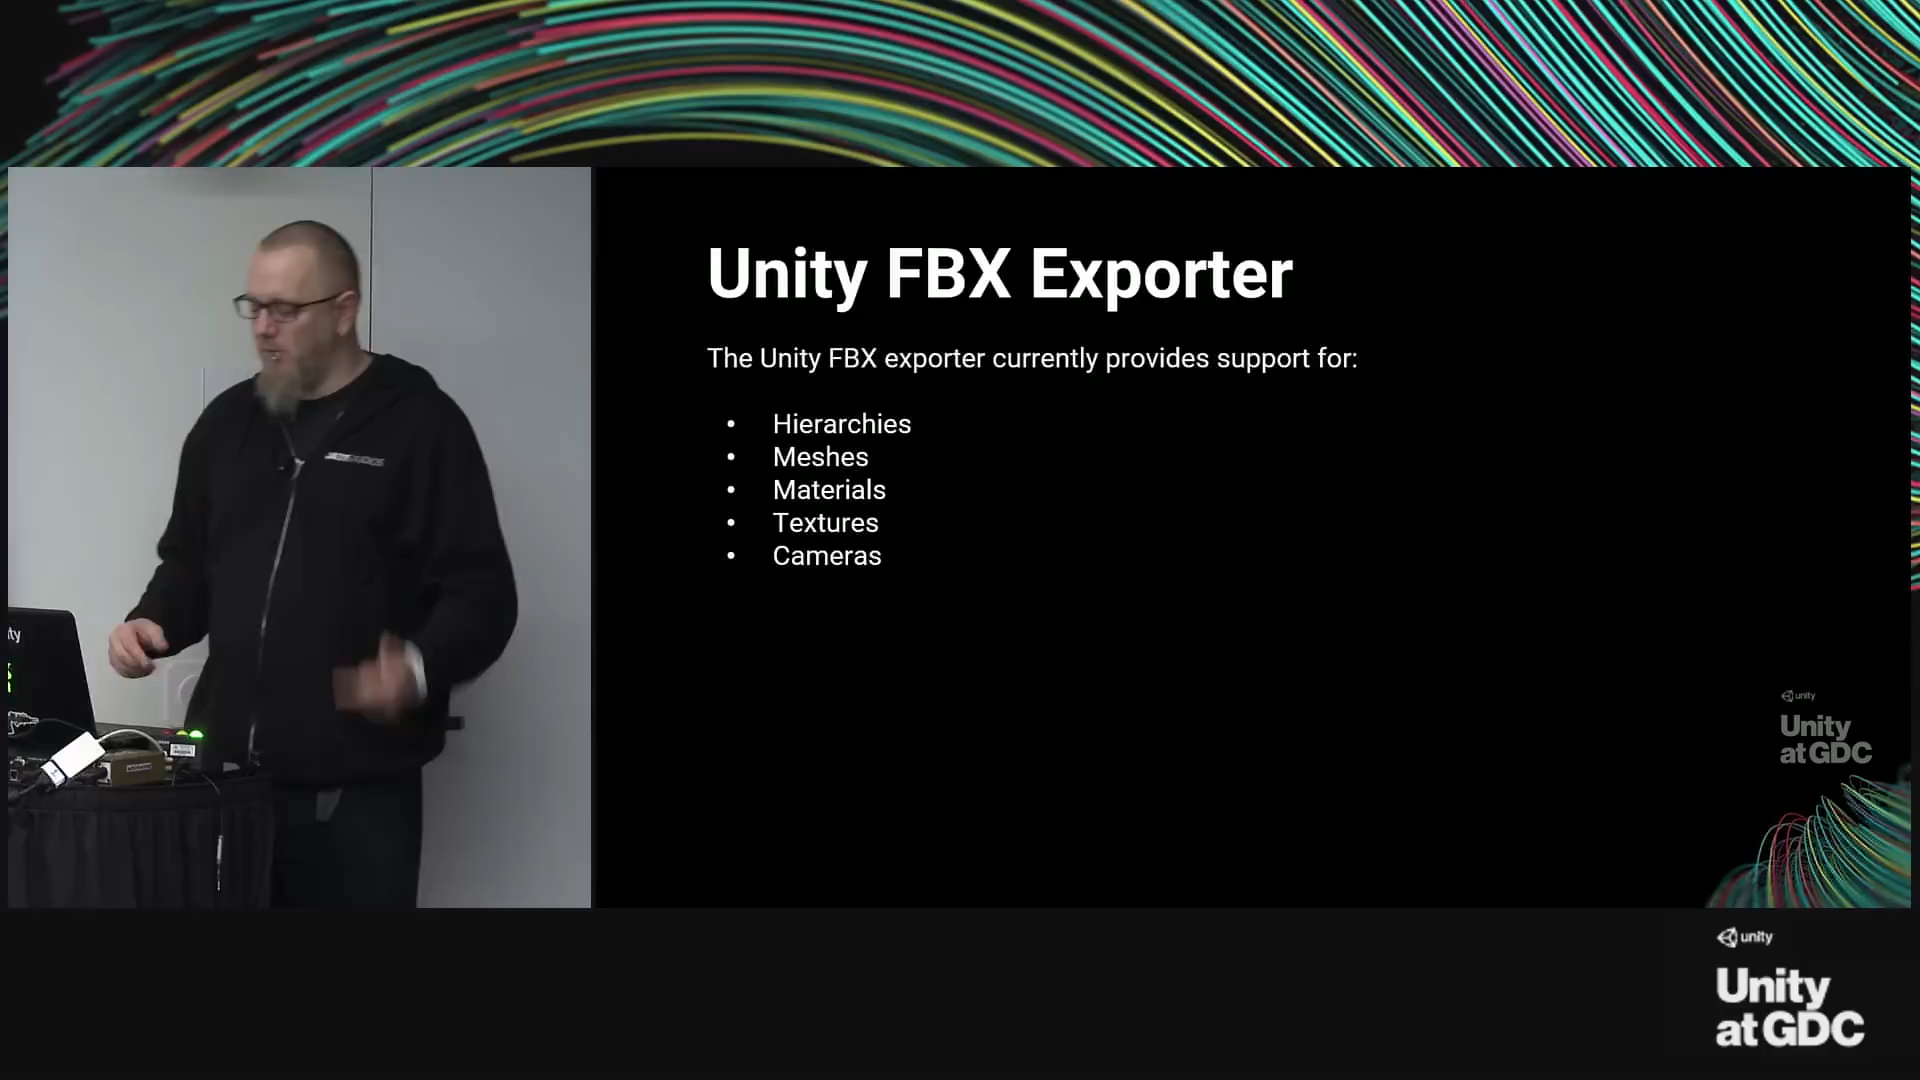 Unity FBX Exporter
The Unity FBX exporter currently provides support for:
• Hierarchies
• Meshes
• Materials
• Textures
• Cameras
ity
unity
Unity
at GDC
unity
Unity
at GDC